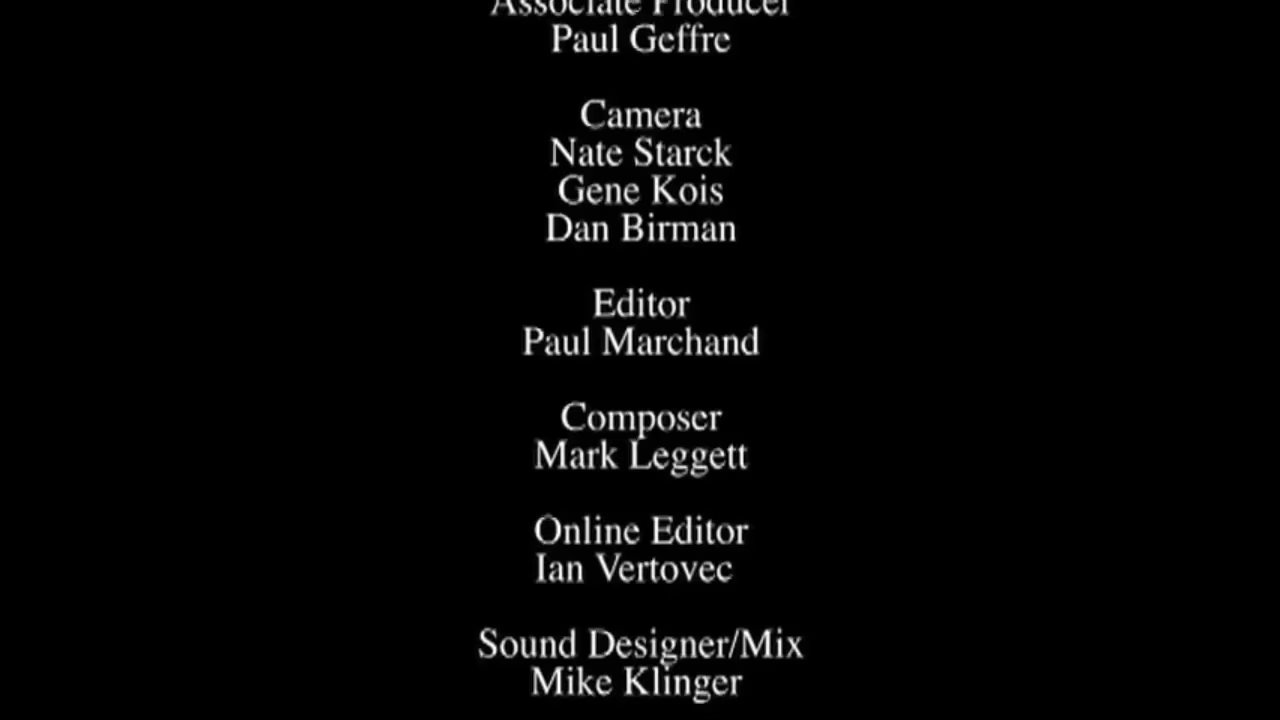 Associate Producer
Paul Geffre
Camera
Nate Starck
Gene Kois
Dan Birman
Editor
Paul Marchand
Composer
Mark Leggett
Online Editor
Ian Vertovec
Sound Designer/Mix
Mike Klinger